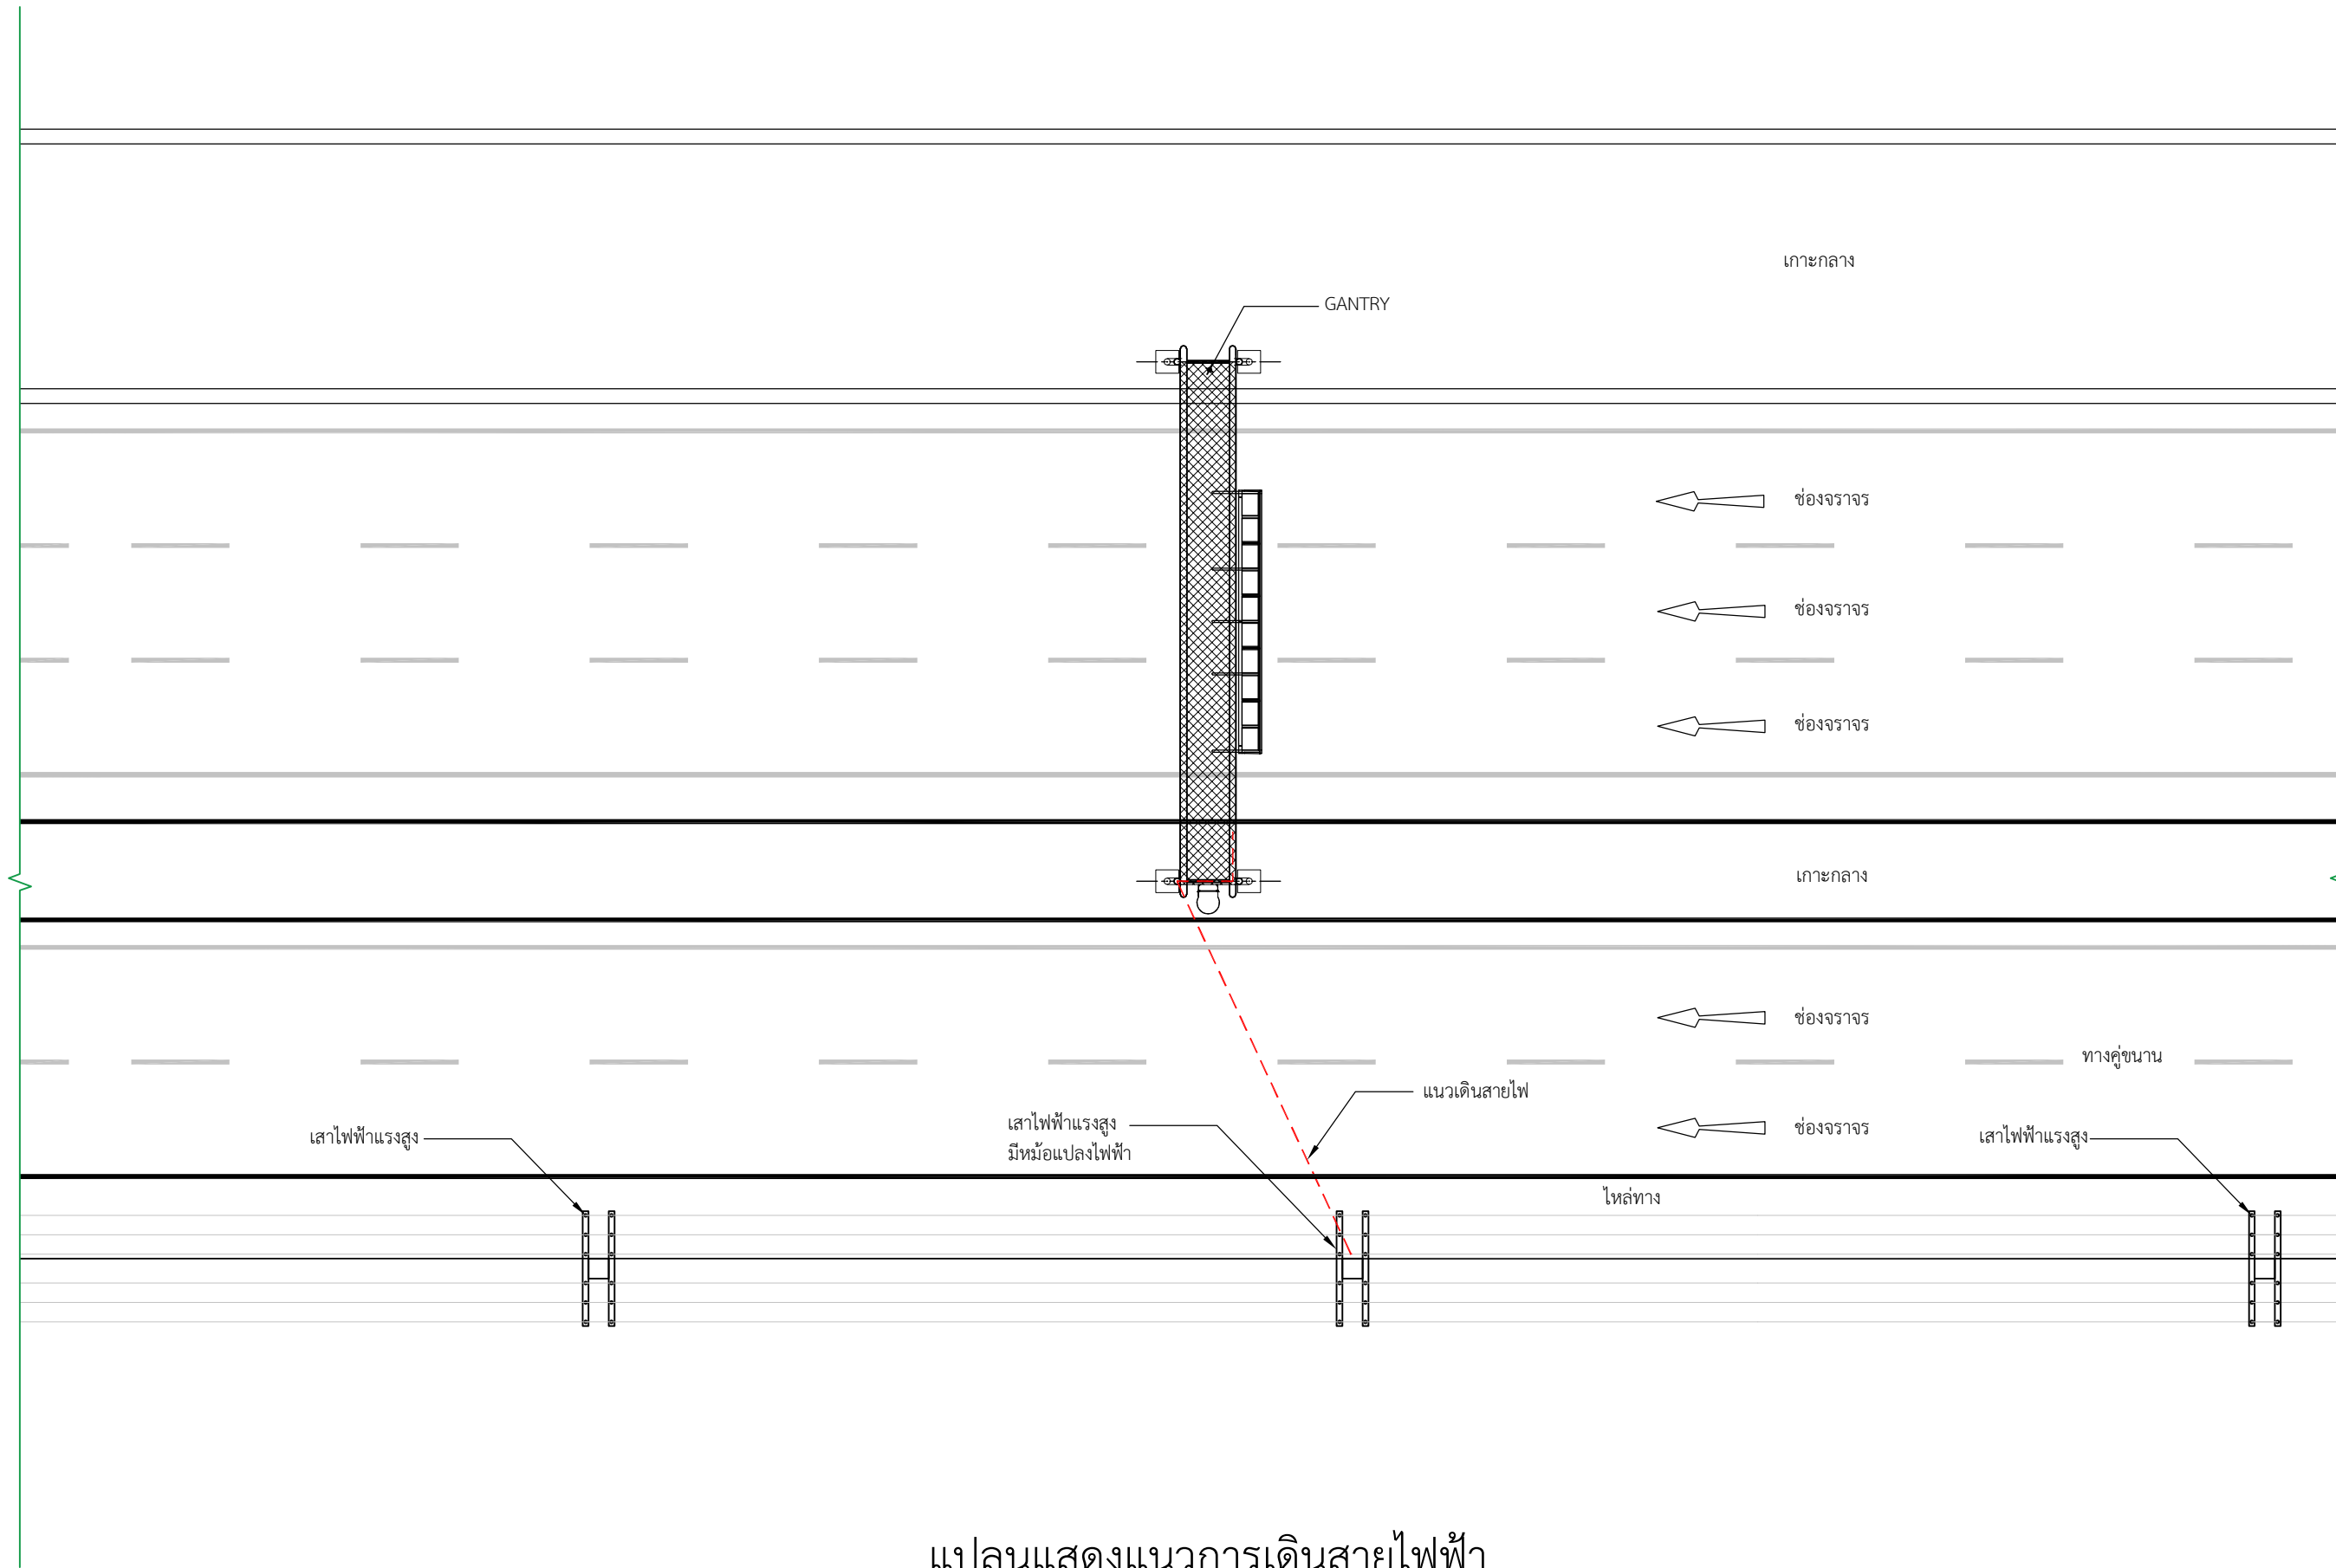 เกาะกลาง
GANTRY
ช่องจราจร
ช่องจราจร
ช่องจราจร
เกาะกลาง
ช่องจราจร
ทางคู่ขนาน
แนวเดินสายไฟ
เสาไฟฟ้าแรงสูง
มีหม้อแปลงไฟฟ้า
ช่องจราจร
เสาไฟฟ้าแรงสูง
เสาไฟฟ้าแรงสูง
ไหล่ทาง
แปลนแสดงแนวการเดินสายไฟฟ้า